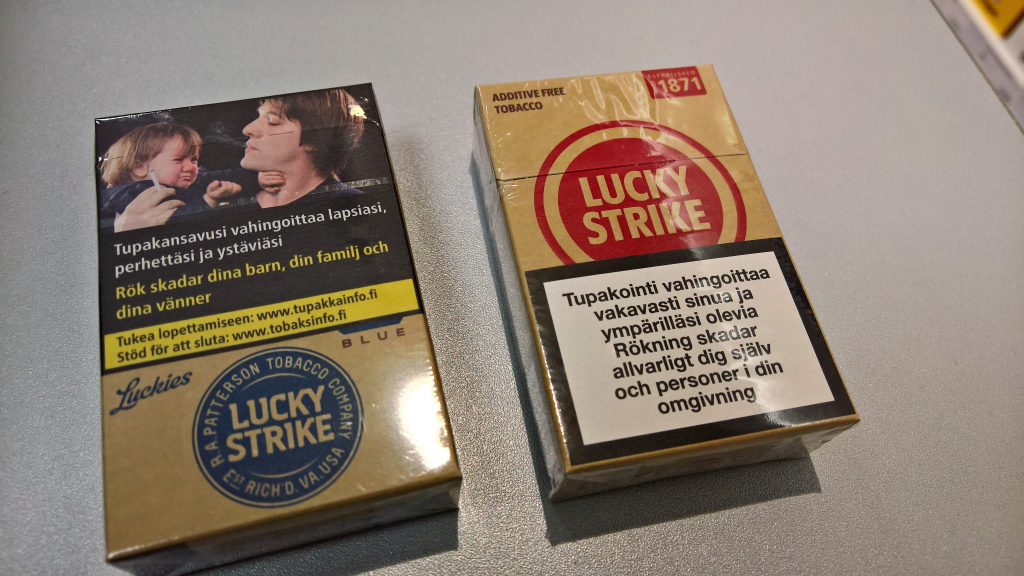 Tupakansavusi vahingoittaa lapsiasi,
perhettäsi ja ystäviäsi
Rök skadar dina barn, din familj och
dina vänner
Tukea lopettamiseen: www.tupakkainfo.fi
Stöd för att sluta: www.tobaksinfo.fi
BLUE
Luckies
R.A. PATTERSON TOBACCO COMPANY
LUCKY
STRIKE
EST RICH'D. VA. USA
ADDITIVE FREE
TOBACCO
ESTABLISHED
1871
LUCKY
STRIKE
Tupakointi vahingoittaa
vakavasti sinua ja
ympärilläsi olevia
Rökning skadar
allvarligt dig själv
och personer i din
omgivning